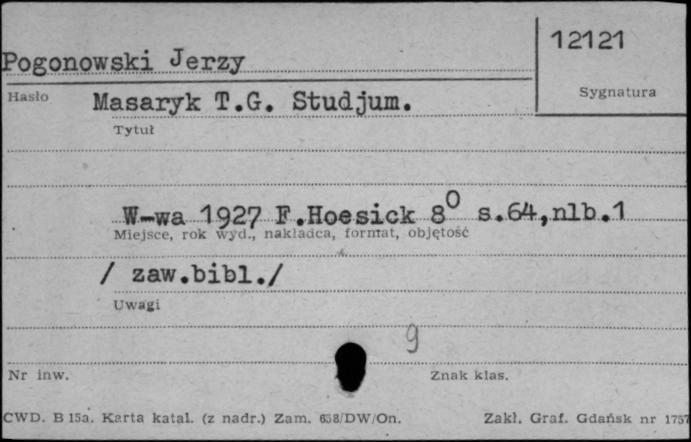 12121
Pogonowski Jerzy
Hasło Sygnatura
Masaryk T.G. Studjum.
Tytuł
W-wa 1927 F.Hoesick 8⁰ s.64,nlb.1
Miejsce, rok wyd., nakładca, format, objętość
/ zaw.bibl./
Uwagi
9
Nr inw. Znak klas.
CWD. B 15a. Karta katal. (z nadr.) Zam. 658/DW/On. Zakł. Graf. Gdańsk nr 1757